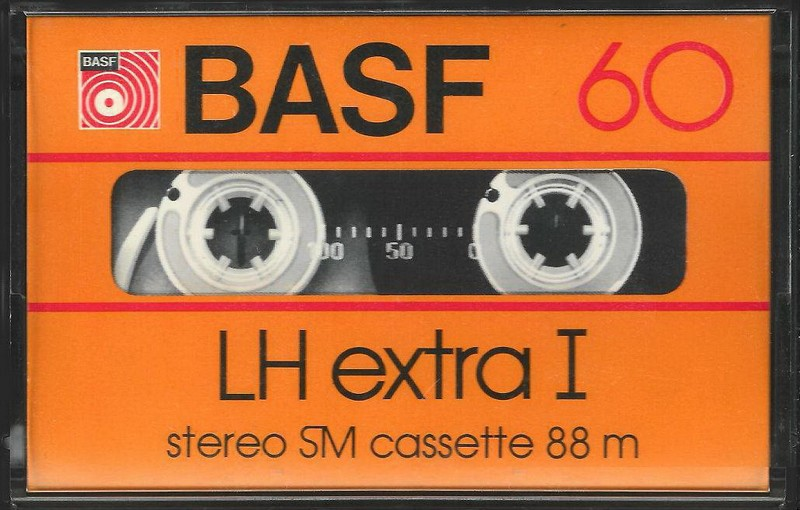 BASF BASF 60
100 50 0
LH extra I
stereo SM cassette 88 m